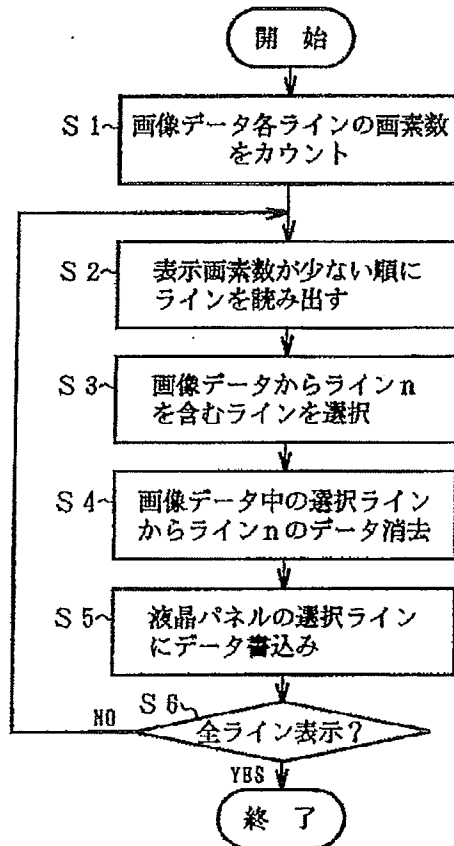 開 始
S 1
画像データ各ラインの画素数
をカウント
S 2
表示画素数が少ない順に
ラインを読み出す
S 3
画像データからラインn
を含むラインを選択
S 4
画像データ中の選択ライン
からラインnのデータ消去
S 5
液晶パネルの選択ライン
にデータ書込み
S 6
NO
全ライン表示?
YES
終 了